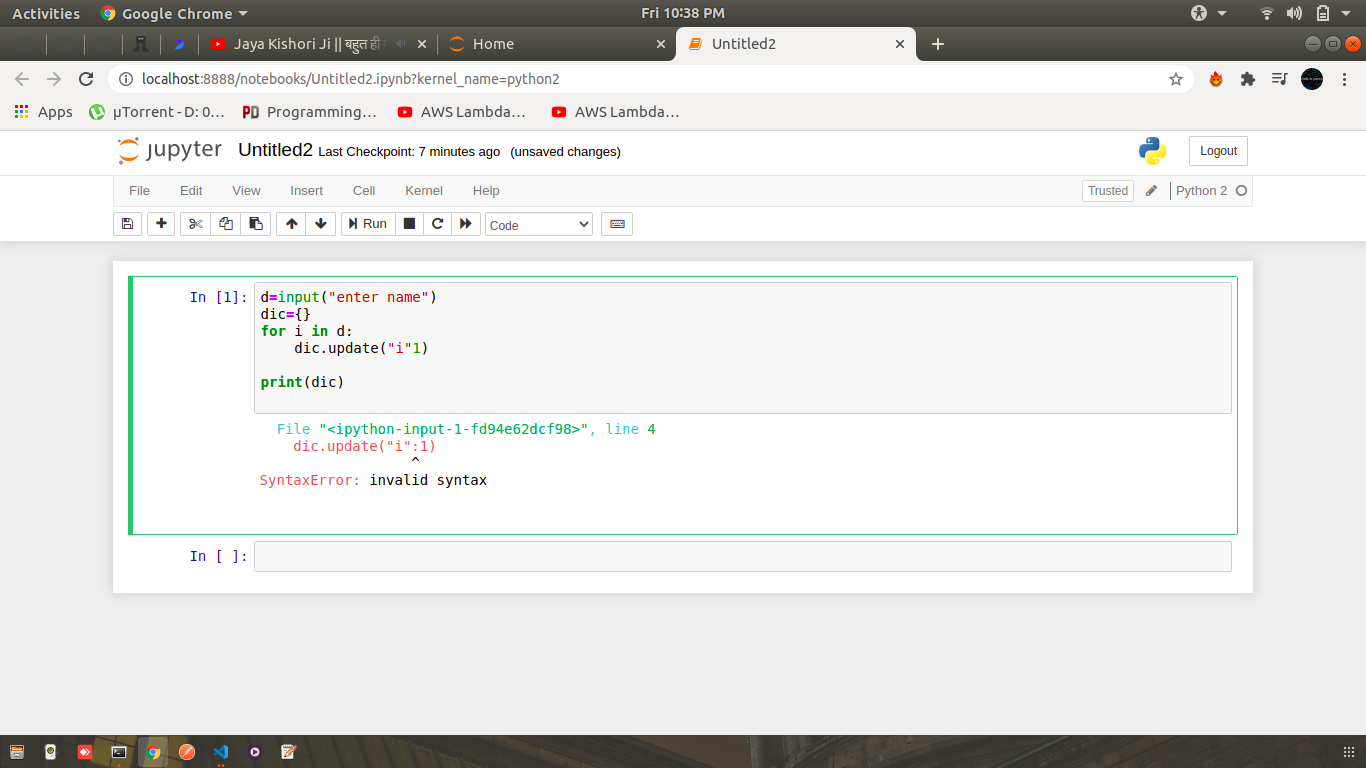 Activities Google Chrome Fri 10:38 PM
Jaya Kishori Ji || बहुत ही Home Untitled2
localhost:8888/notebooks/Untitled2.ipynb?kernel_name=python2
Apps µTorrent - D: 0... Programming... AWS Lambda... AWS Lambda...
jupyter Untitled2 Last Checkpoint: 7 minutes ago (unsaved changes) Logout
File Edit View Insert Cell Kernel Help Trusted Python 2
Run Code
In [1]: d=input("enter name")
dic={}
for i in d:
    dic.update("i"1)
print(dic)
File "<ipython-input-1-fd94e62dcf98>", line 4
dic.update("i":1)
^
SyntaxError: invalid syntax
In [ ]: